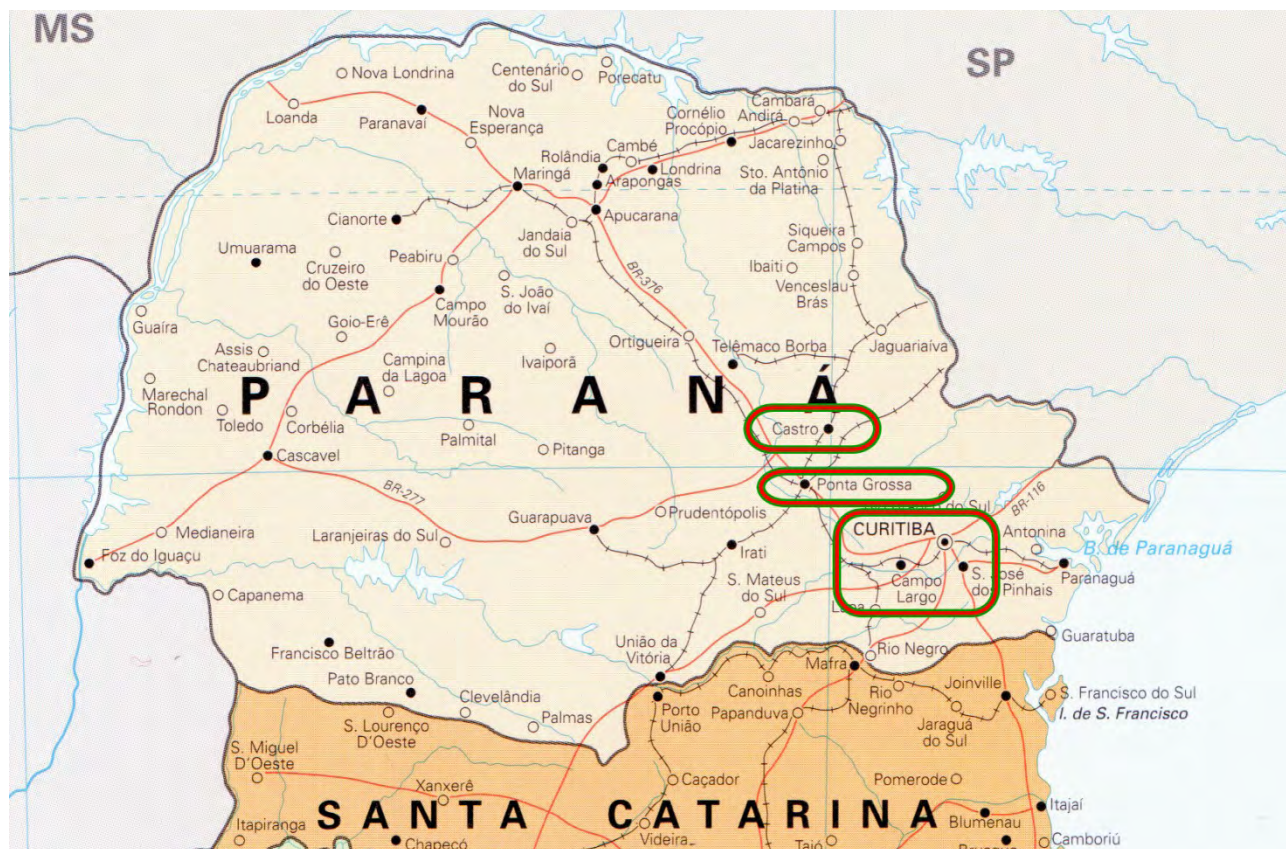 MS
SP
Nova Londrina
Centenário
do Sul
Porecatu
Loanda
Paranavaí
Nova
Esperança
Cornélio
Procópio
Cambará
Andirá
Rolândia
Cambé
Londrina
Jacarezinho
Maringá
Arapongas
Sto. Antônio
da Platina
Cianorte
Apucarana
Jandaia
do Sul
Siqueira
Campos
Umuarama
Cruzeiro
do Oeste
Peabiru
BR-376
Ibaiti
Venceslau
Brás
S. João
do Ivaí
Campo
Mourão
Guaíra
Goio-Erê
Ortigueira
Telêmaco Borba
Jaguariaíva
Assis
Chateaubriand
Campina
da Lagoa
Ivaiporã
PARANÁ
Marechal
Rondon
Toledo
Corbélia
Palmital
Pitanga
Castro
Cascavel
Ponta Grossa
BR-277
BR-116
do Sul
Medianeira
Laranjeiras do Sul
Guarapuava
Prudentópolis
CURITIBA
Antonina
B. de Paranaguá
Foz do Iguaçu
Irati
Campo
Largo
S. José
dos Pinhais
Paranaguá
Capanema
S. Mateus
do Sul
Lapa
Guaratuba
Francisco Beltrão
União da
Vitória
Rio Negro
Pato Branco
Mafra
Clevelândia
Canoinhas
Rio
Negrinho
Joinville
S. Francisco do Sul
I. de S. Francisco
S. Lourenço
D'Oeste
Palmas
Porto
União
Papanduva
Jaraguá
do Sul
S. Miguel
D'Oeste
Xanxerê
Caçador
Pomerode
SANTA CATARINA
Itajaí
Itapiranga
Chapecó
Videira
Taió
Blumenau
Camboriú